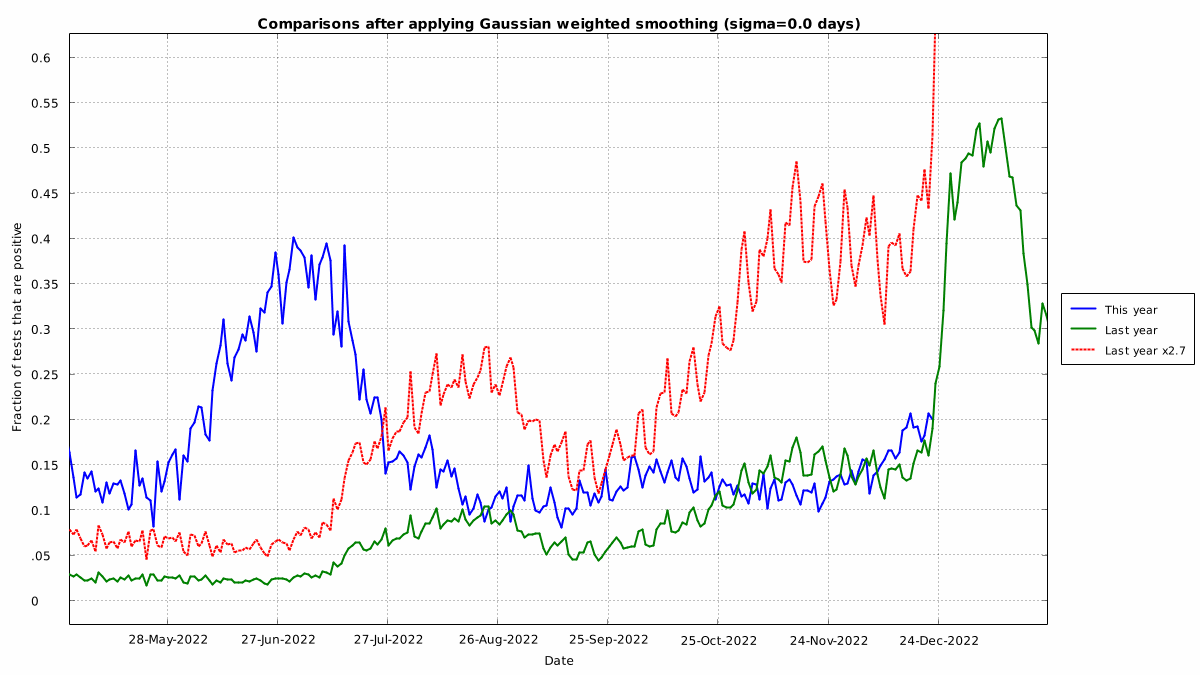 Comparisons after applying Gaussian weighted smoothing (sigma=0.0 days)
Fraction of tests that are positive
0.6
0.55
0.5
0.45
0.4
0.35
0.3
0.25
0.2
0.15
0.1
.05
0
28-May-2022 27-Jun-2022 27-Jul-2022 26-Aug-2022 25-Sep-2022 25-Oct-2022 24-Nov-2022 24-Dec-2022
Date
This year
Last year
Last year x2.7